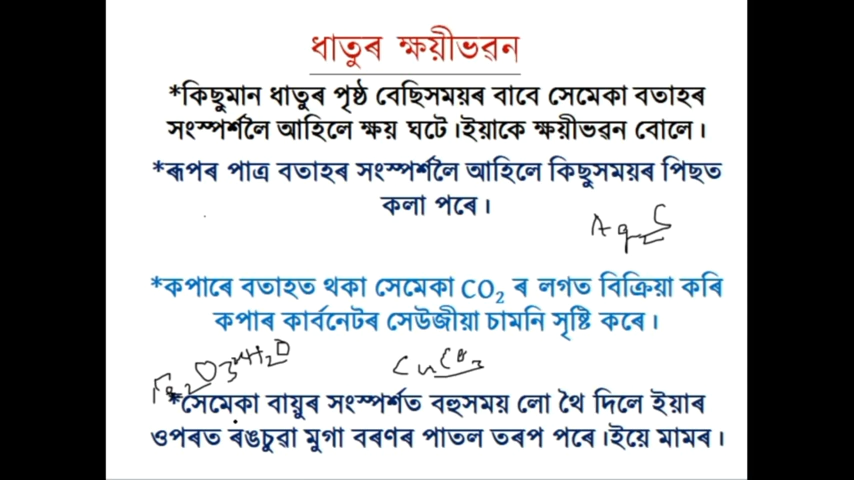 ধাতুৰ ক্ষয়ীভৱন
*কিছুমান ধাতুৰ পৃষ্ঠ বেছিসময়ৰ বাবে সেমেকা বতাহৰ
সংস্পৰ্শলৈ আহিলে ক্ষয় ঘটে।ইয়াকে ক্ষয়ীভৱন বোলে।
*ৰূপৰ পাত্ৰ বতাহৰ সংস্পৰ্শলৈ আহিলে কিছুসময়ৰ পিছত
কলা পৰে।
*কপাৰে বতাহত থকা সেমেকা CO₂ ৰ লগত বিক্ৰিয়া কৰি
কপাৰ কাৰ্বনেটৰ সেউজীয়া চামনি সৃষ্টি কৰে।
Fe₂O₃ nH₂O
CuCO₃
*সেমেকা বায়ুৰ সংস্পৰ্শত বহুসময় লো থৈ দিলে ইয়াৰ
ওপৰত ৰঙচুৱা মুগা বৰণৰ পাতল তৰপ পৰে।ইয়ে মামৰ।